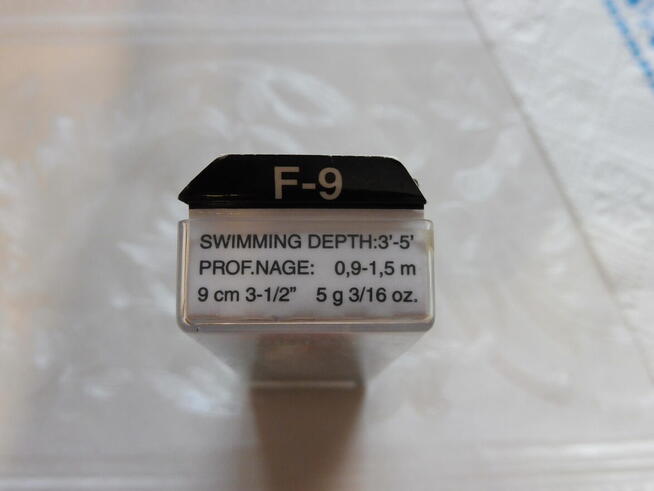 F-9
SWIMMING DEPTH:3'-5'
PROF.NAGE: 0,9-1,5 m
9 cm 3-1/2” 5 g 3/16 oz.